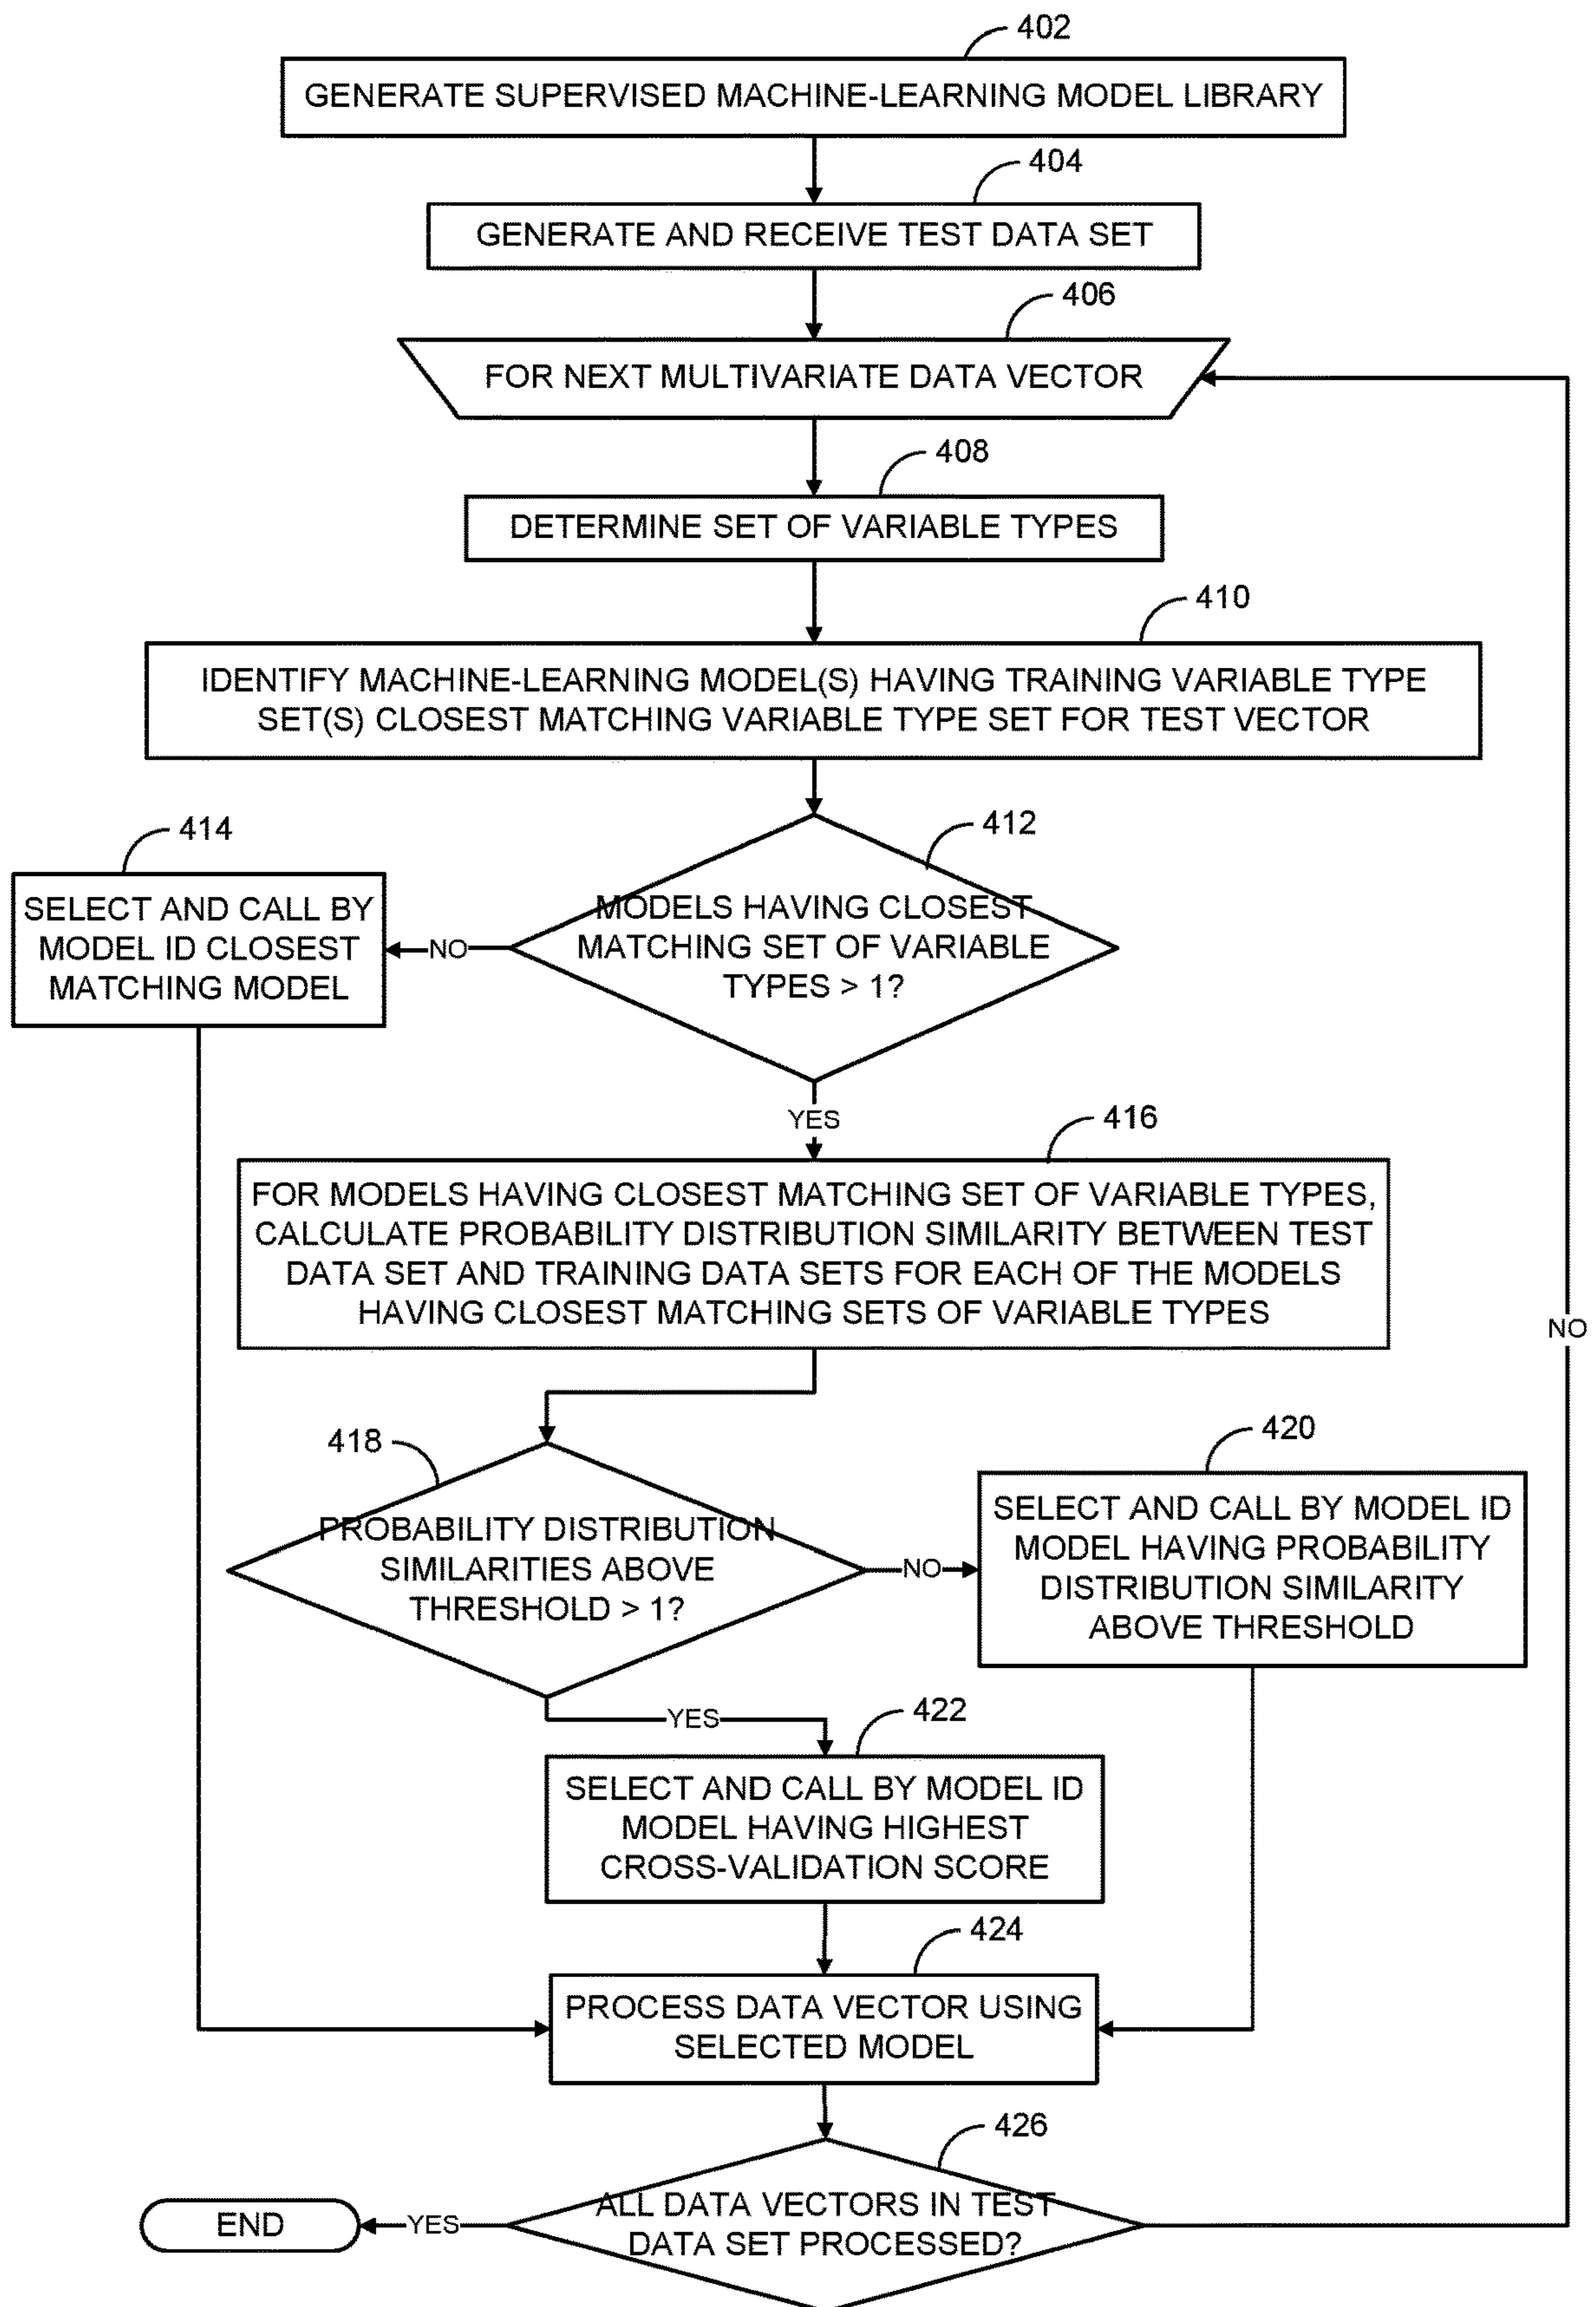 402
GENERATE SUPERVISED MACHINE-LEARNING MODEL LIBRARY
404
GENERATE AND RECEIVE TEST DATA SET
406
FOR NEXT MULTIVARIATE DATA VECTOR
408
DETERMINE SET OF VARIABLE TYPES
410
IDENTIFY MACHINE-LEARNING MODEL(S) HAVING TRAINING VARIABLE TYPE
SET(S) CLOSEST MATCHING VARIABLE TYPE SET FOR TEST VECTOR
412
MODELS HAVING CLOSEST
MATCHING SET OF VARIABLE
TYPES > 1?
NO
414
SELECT AND CALL BY
MODEL ID CLOSEST
MATCHING MODEL
YES
416
FOR MODELS HAVING CLOSEST MATCHING SET OF VARIABLE TYPES,
CALCULATE PROBABILITY DISTRIBUTION SIMILARITY BETWEEN TEST
DATA SET AND TRAINING DATA SETS FOR EACH OF THE MODELS
HAVING CLOSEST MATCHING SETS OF VARIABLE TYPES
418
PROBABILITY DISTRIBUTION
SIMILARITIES ABOVE
THRESHOLD > 1?
NO
420
SELECT AND CALL BY MODEL ID
MODEL HAVING PROBABILITY
DISTRIBUTION SIMILARITY
ABOVE THRESHOLD
YES
422
SELECT AND CALL BY MODEL ID
MODEL HAVING HIGHEST
CROSS-VALIDATION SCORE
424
PROCESS DATA VECTOR USING
SELECTED MODEL
426
ALL DATA VECTORS IN TEST
DATA SET PROCESSED?
YES
END
NO